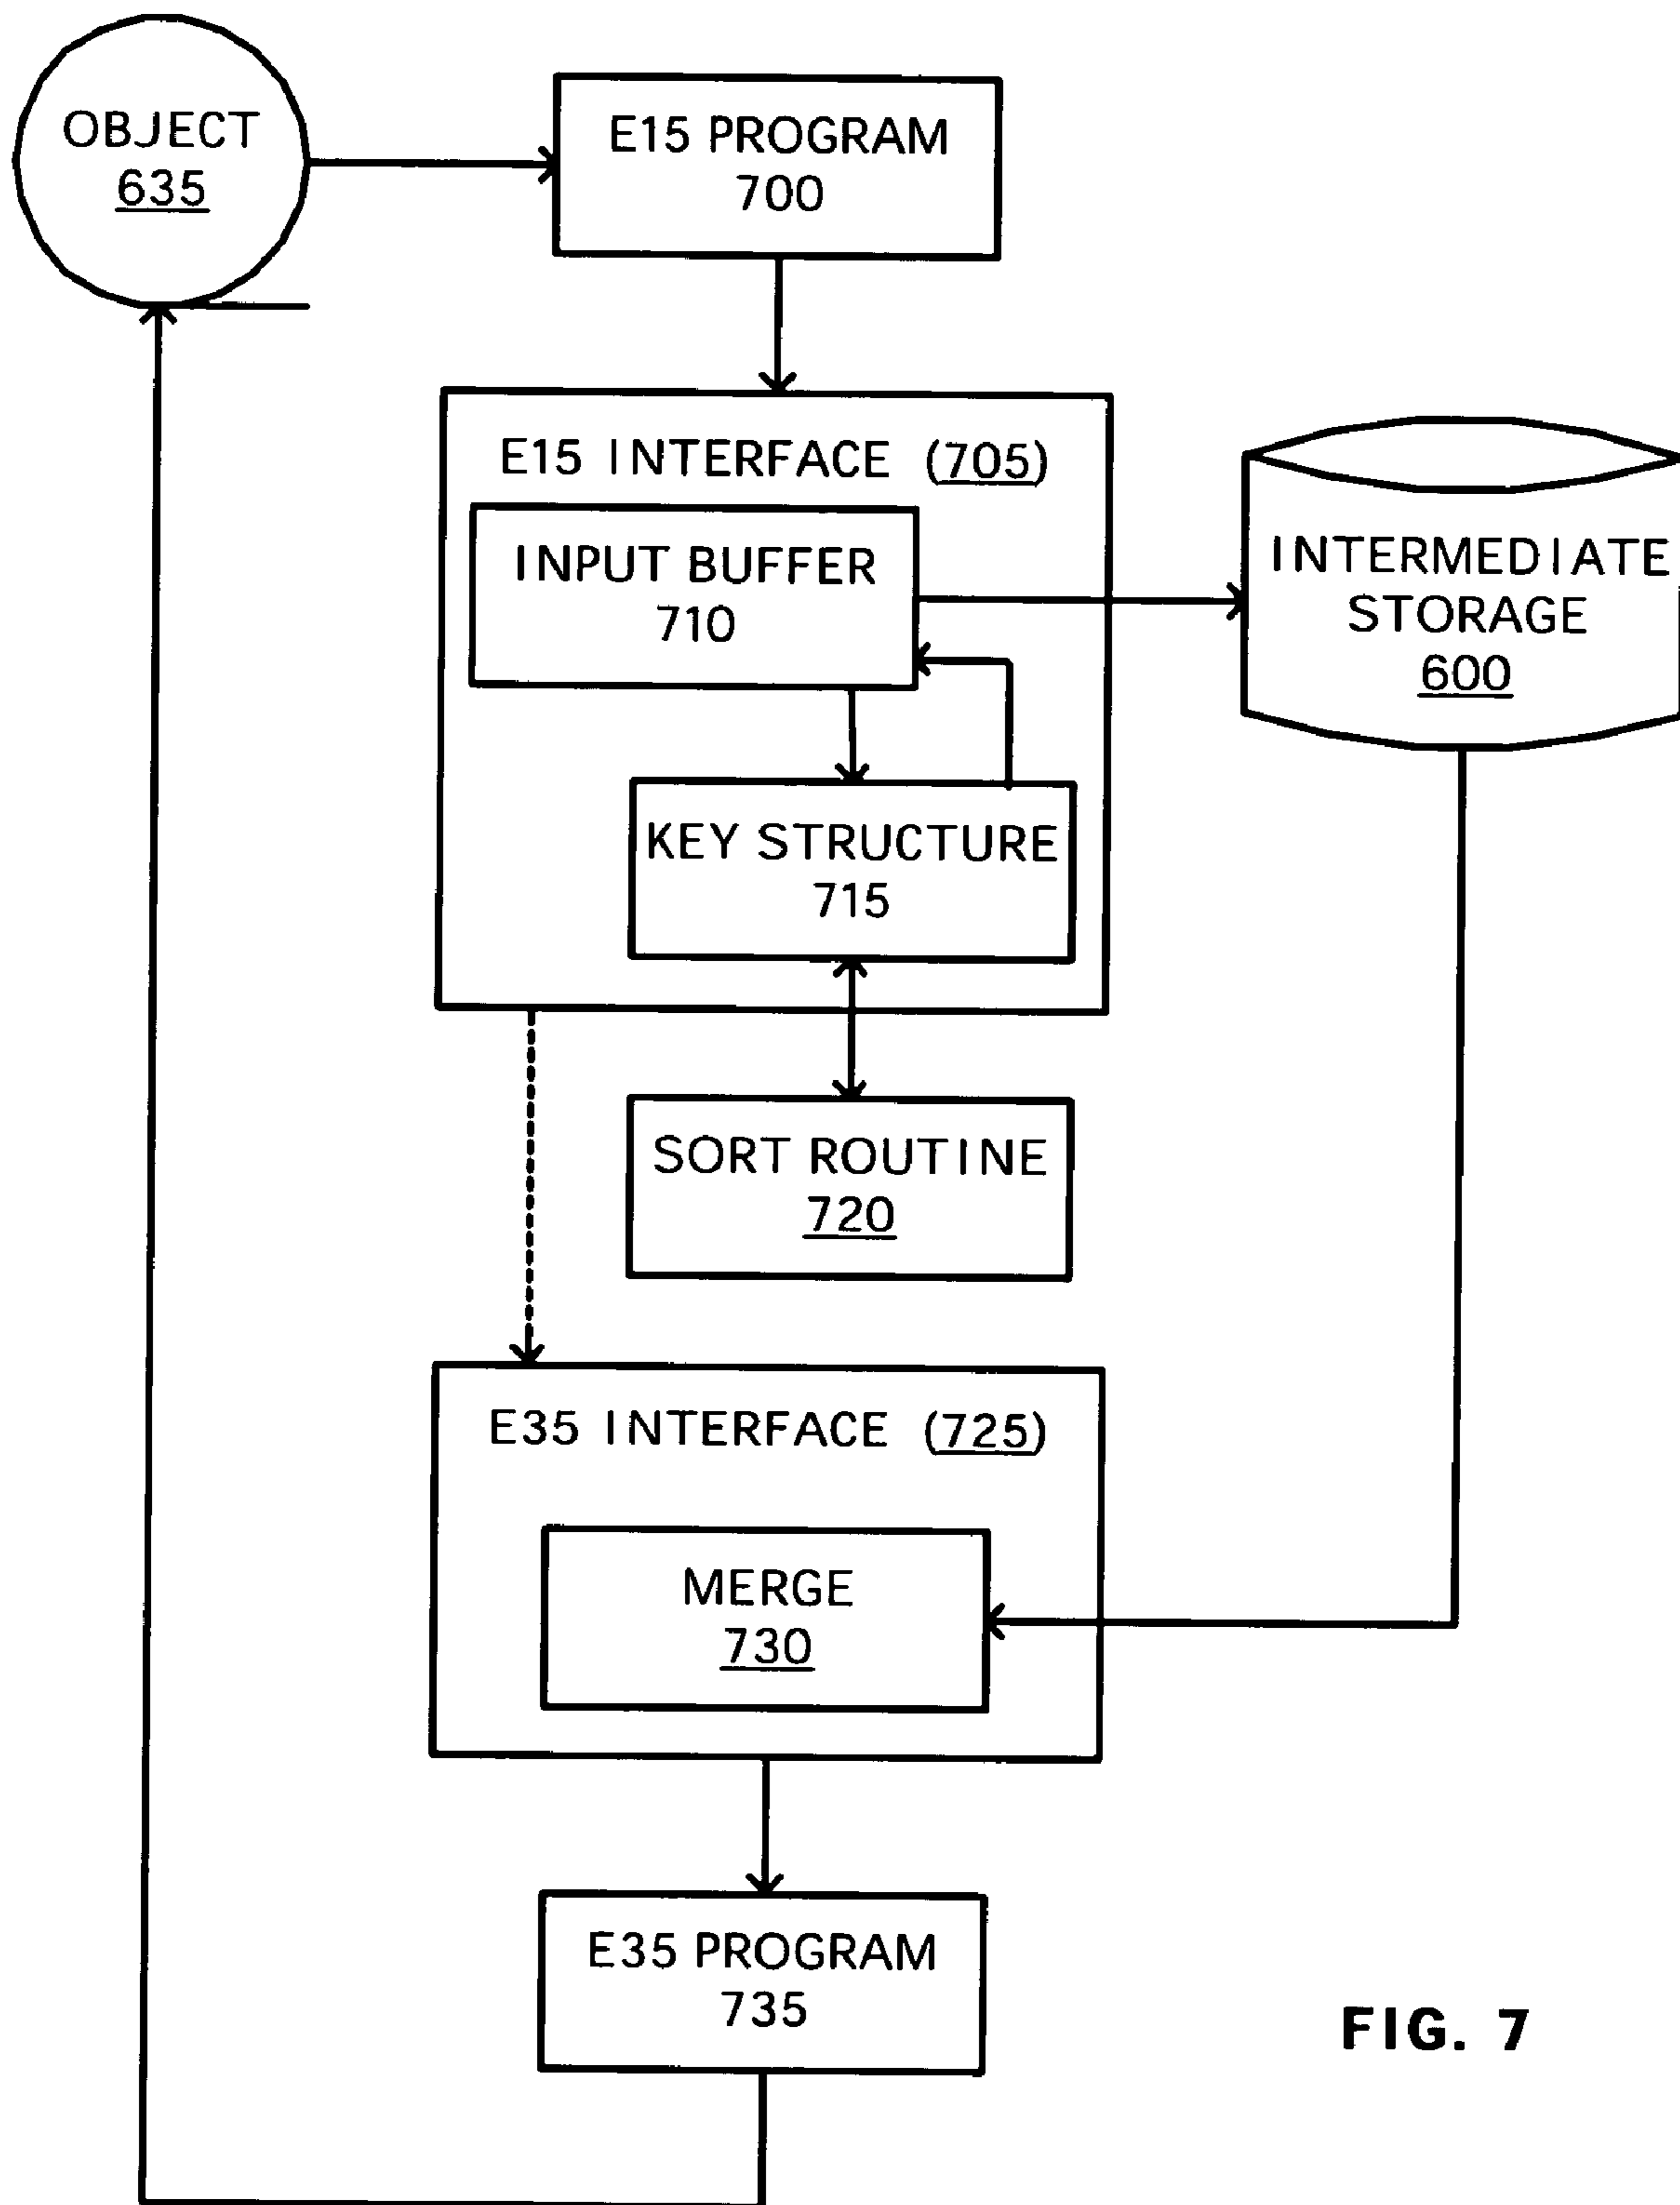 OBJECT
635
E15 PROGRAM
700
E15 INTERFACE (705)
INPUT BUFFER
710
INTERMEDIATE
STORAGE
600
KEY STRUCTURE
715
SORT ROUTINE
720
E35 INTERFACE (725)
MERGE
730
E35 PROGRAM
735
FIG. 7